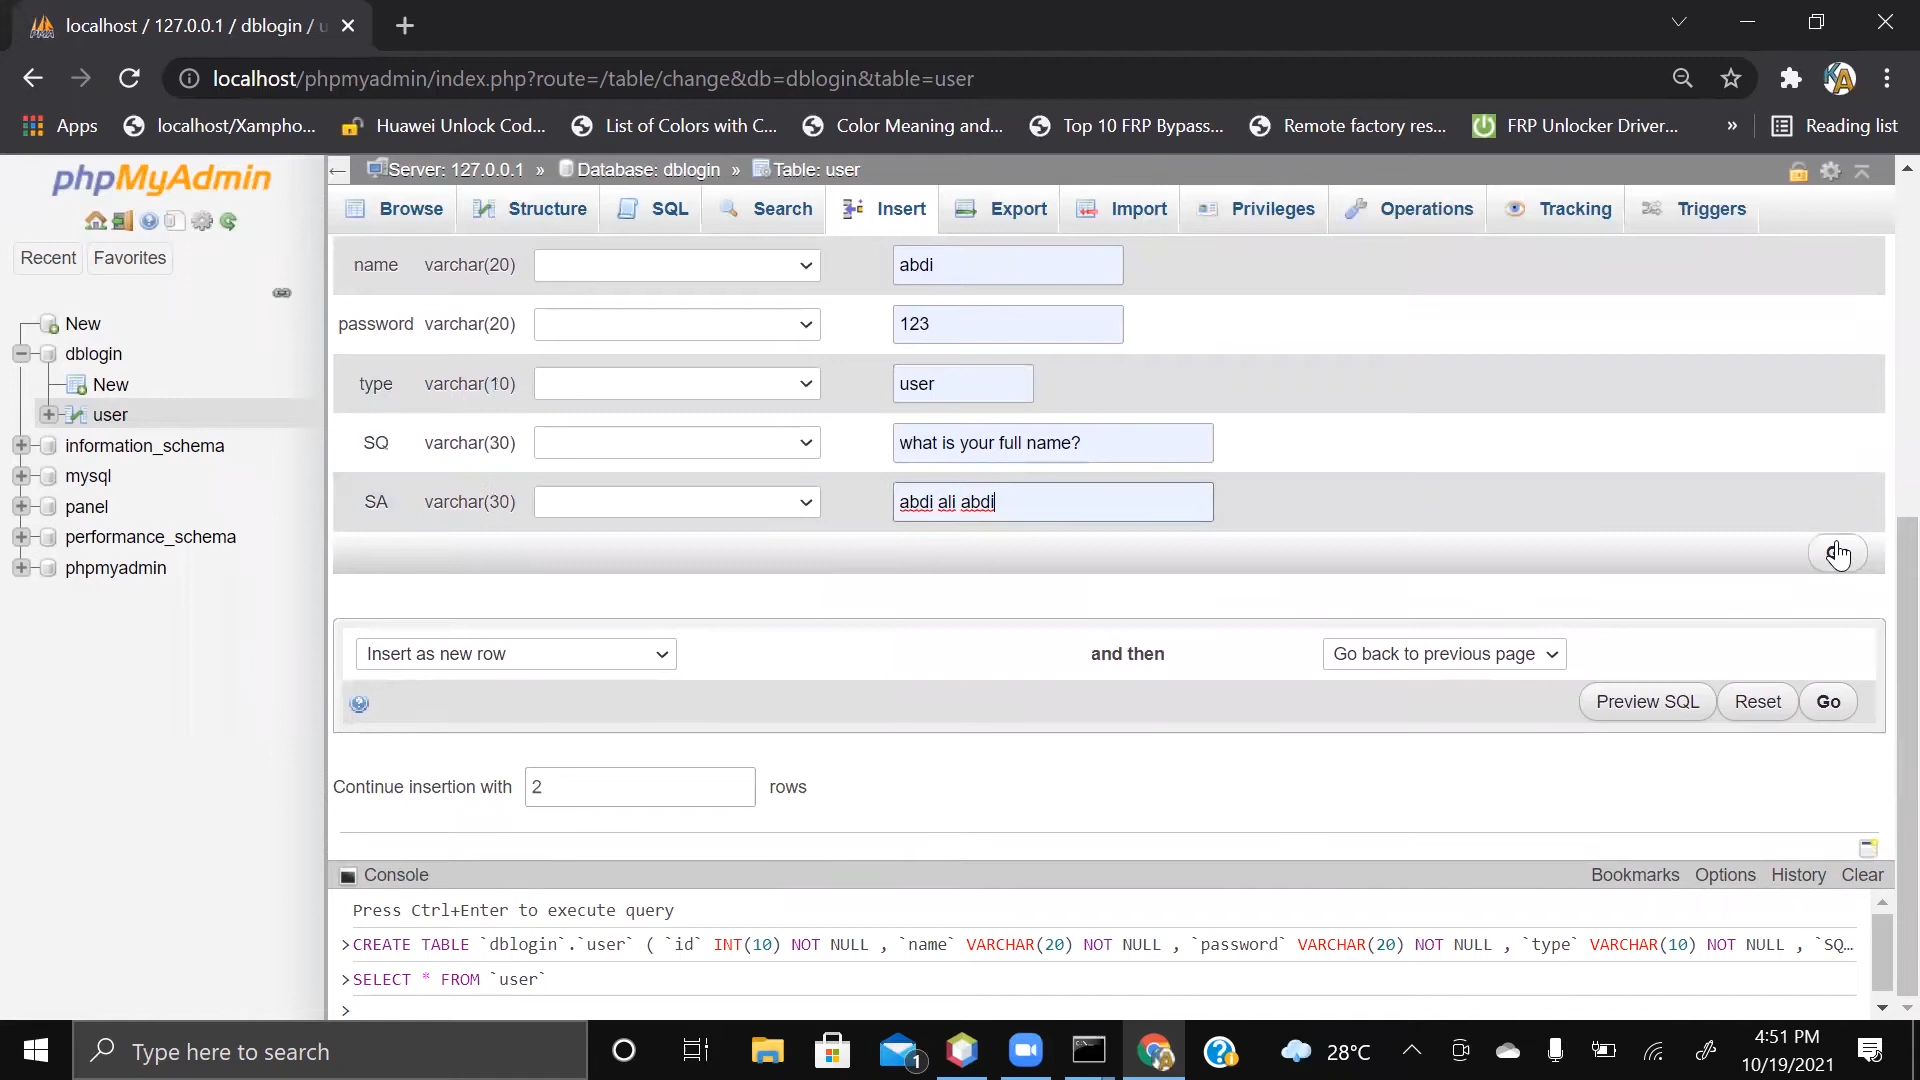 localhost / 127.0.0.1 / dblogin / u
localhost/phpmyadmin/index.php?route=/table/change&db=dblogin&table=user
Apps
localhost/Xampho...
Huawei Unlock Cod...
List of Colors with C...
Color Meaning and...
Top 10 FRP Bypass...
Remote factory res...
FRP Unlocker Driver...
»
Reading list
phpMyAdmin
Server: 127.0.0.1 » Database: dblogin » Table: user
Browse
Structure
SQL
Search
Insert
Export
Import
Privileges
Operations
Tracking
Triggers
Recent
Favorites
New
dblogin
New
user
information_schema
mysql
panel
performance_schema
phpmyadmin
name varchar(20) abdi
password varchar(20) 123
type varchar(10) user
SQ varchar(30) what is your full name?
SA varchar(30) abdi ali abdi
Insert as new row
and then
Go back to previous page
Preview SQL
Reset
Go
Continue insertion with 2 rows
Console
Bookmarks Options History Clear
Press Ctrl+Enter to execute query
>CREATE TABLE `dblogin`.`user` ( `id` INT(10) NOT NULL , `name` VARCHAR(20) NOT NULL , `password` VARCHAR(20) NOT NULL , `type` VARCHAR(10) NOT NULL , `SQ…
>SELECT * FROM `user`
>
Type here to search
1
28°C
4:51 PM
10/19/2021